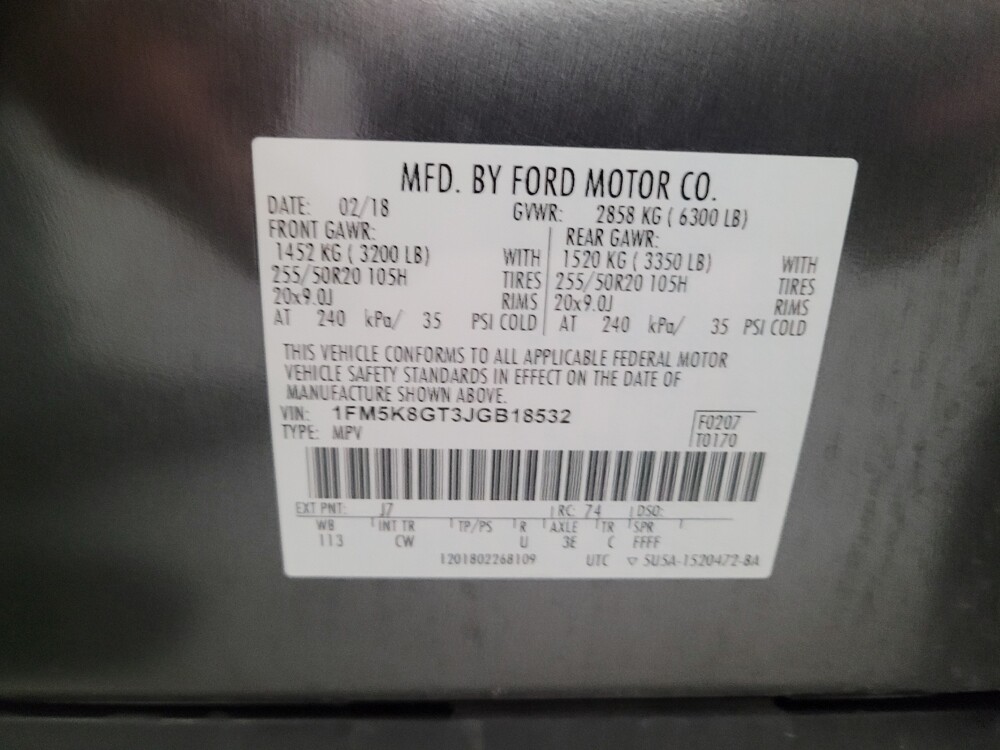 MFD. BY FORD MOTOR CO.
DATE: 02/18 GVWR: 2858 KG ( 6300 LB)
FRONT GAWR: REAR GAWR:
1452 KG ( 3200 LB) WITH 1520 KG ( 3350 LB) WITH
255/50R20 105H TIRES 255/50R20 105H TIRES
20x9.0J RIMS 20x9.0J RIMS
AT 240 kPa/ 35 PSI COLD AT 240 kPa/ 35 PSI COLD
THIS VEHICLE CONFORMS TO ALL APPLICABLE FEDERAL MOTOR
VEHICLE SAFETY STANDARDS IN EFFECT ON THE DATE OF
MANUFACTURE SHOWN ABOVE.
VIN: 1FM5K8GT3JGB18532 F0207
TYPE: MPV T0170
EXT PNT: J7 RC: 74 DSO:
WB INT TR TP/PS R AXLE TR SPR
113 CW U 3E C FFFF
1201802268109 UTC ▽ 5USA-1520472-BA